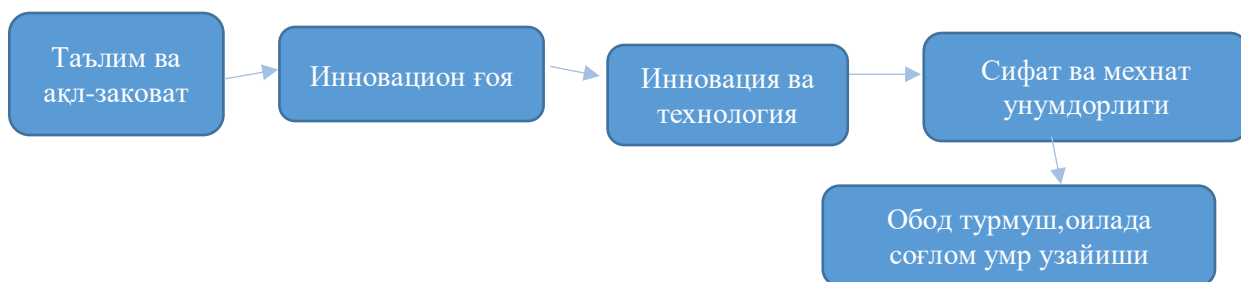 Таълим ва
ақл-заковат
Инновацион ғоя
Инновация ва
технология
Сифат ва мехнат
унумдорлиги
Обод турмуш,оилада
соғлом умр узайиши